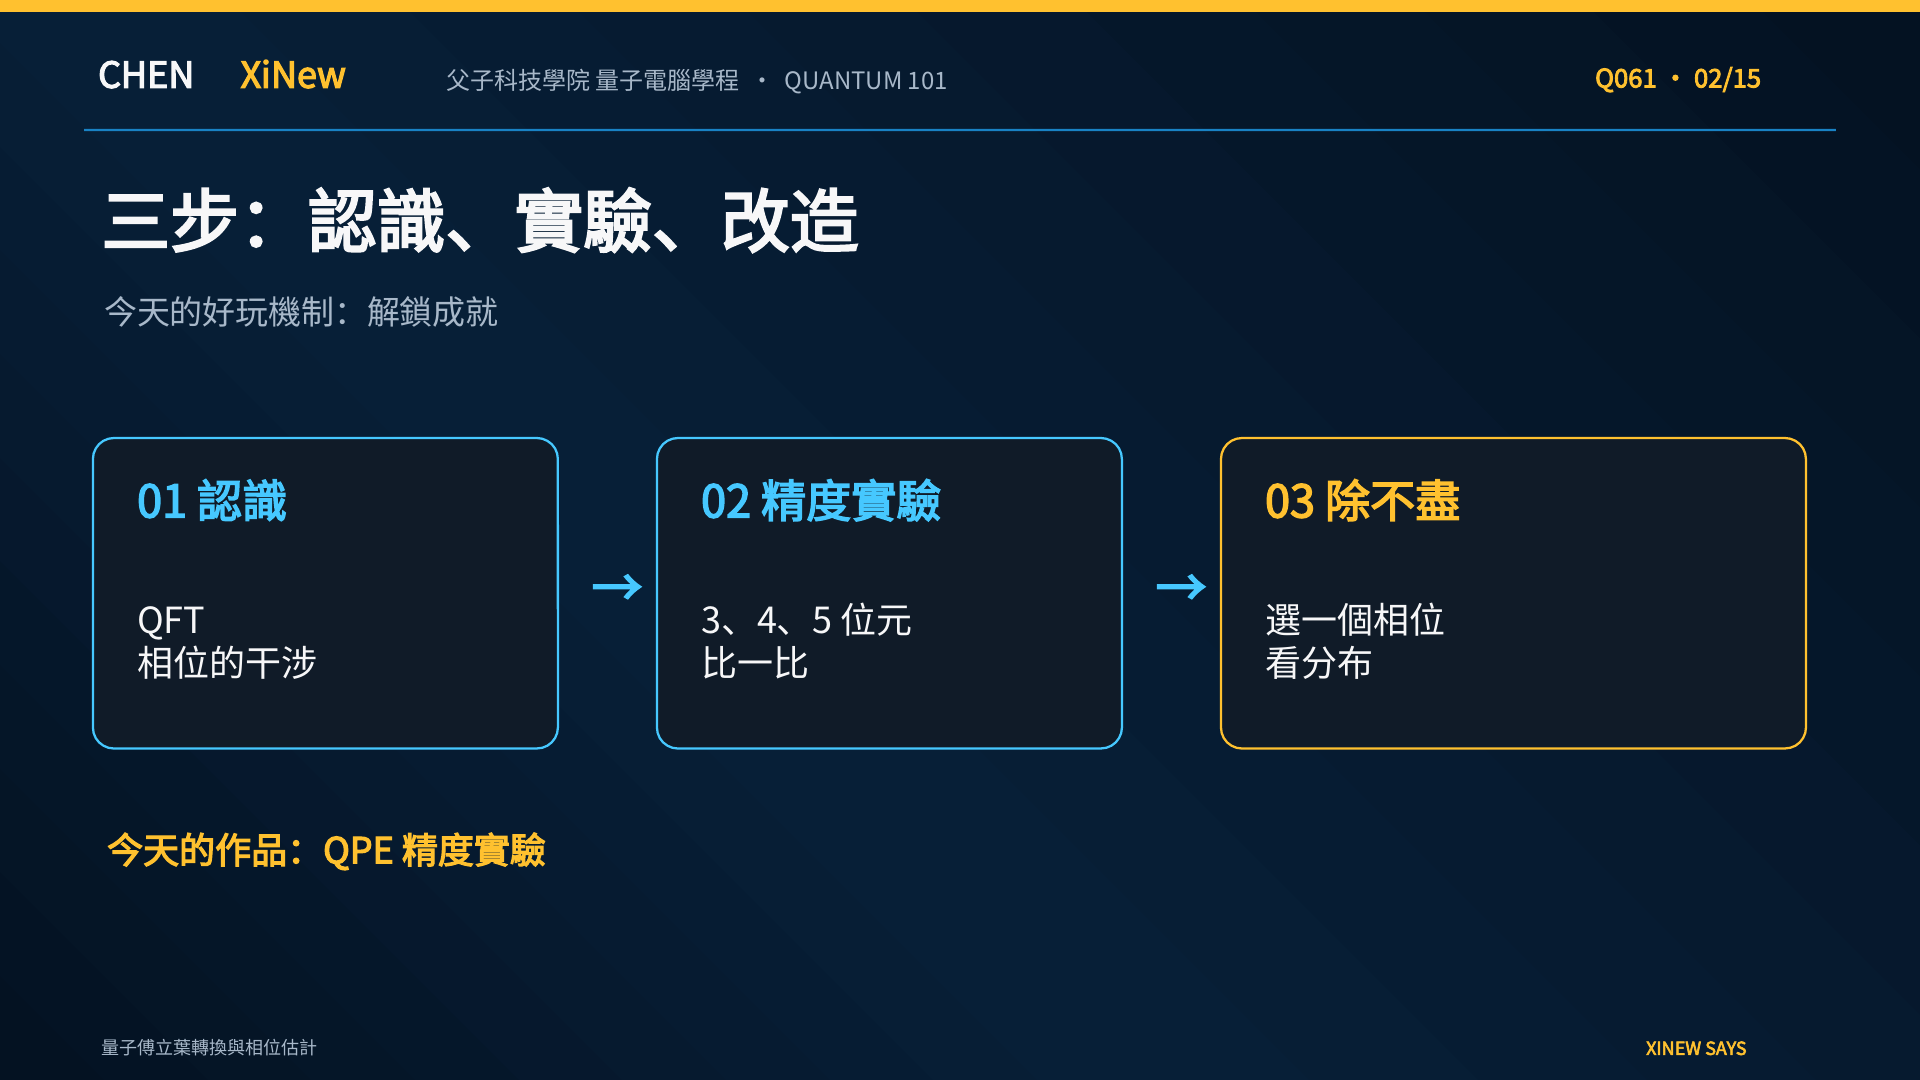 CHEN XiNew 父子科技學院 量子電腦學程 · QUANTUM 101 Q061 · 02/15
三步：認識、實驗、改造
今天的好玩機制：解鎖成就
01 認識
QFT
相位的干涉
→
02 精度實驗
3、4、5 位元
比一比
→
03 除不盡
選一個相位
看分布
今天的作品：QPE 精度實驗
量子傅立葉轉換與相位估計 XINEW SAYS